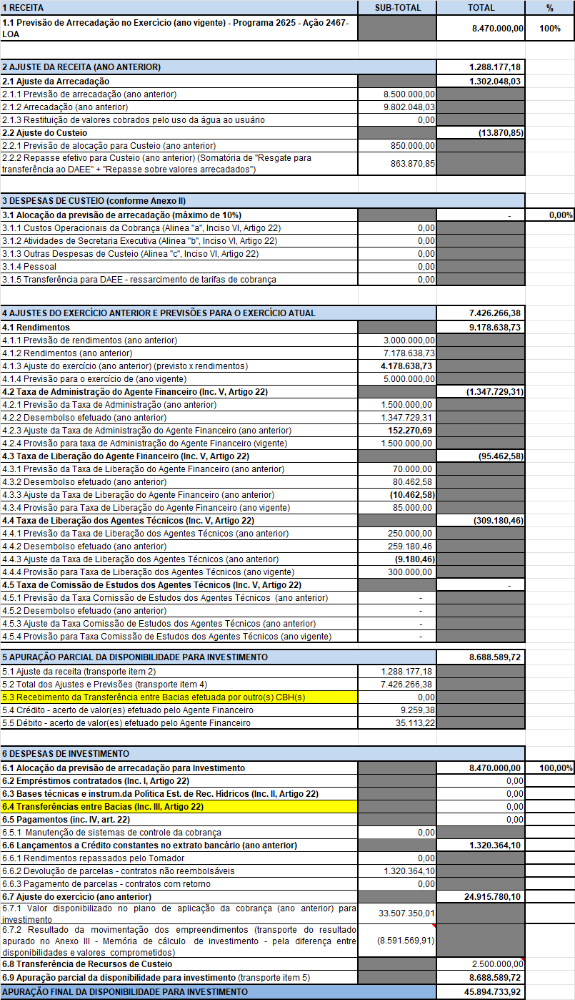 1 RECEITA SUB-TOTAL TOTAL %
1.1 Previsão de Arrecadação no Exercício (ano vigente) - Programa 2625 - Ação 2467-
LOA 8.470.000,00 100%
2 AJUSTE DA RECEITA (ANO ANTERIOR) 1.288.177,18
2.1 Ajuste da Arrecadação 1.302.048,03
2.1.1 Previsão de arrecadação (ano anterior) 8.500.000,00
2.1.2 Arrecadação (ano anterior) 9.802.048,03
2.1.3 Restituição de valores cobrados pelo uso da água ao usuário 0,00
2.2 Ajuste do Custeio (13.870,85)
2.2.1 Previsão de alocação para Custeio (ano anterior) 850.000,00
2.2.2 Repasse efetivo para Custeio (ano anterior) (Somatória de "Resgate para
transferência ao DAEE" + "Repasse sobre valores arrecadados") 863.870,85
3 DESPESAS DE CUSTEIO (conforme Anexo II)
3.1 Alocação da previsão de arrecadação (máximo de 10%) - 0,00%
3.1.1 Custos Operacionais da Cobrança (Alinea "a", Inciso VI, Artigo 22) 0,00
3.1.2 Atividades de Secretaria Executiva (Alinea "b", Inciso VI, Artigo 22) 0,00
3.1.3 Outras Despesas de Custeio (Alinea "c", Inciso VI, Artigo 22) 0,00
3.1.4 Pessoal 0,00
3.1.5 Transferência para DAEE - ressarcimento de tarifas de cobrança 0,00
4 AJUSTES DO EXERCÍCIO ANTERIOR E PREVISÕES PARA O EXERCÍCIO ATUAL 7.426.266,38
4.1 Rendimentos 9.178.638,73
4.1.1 Previsão de rendimentos (ano anterior) 3.000.000,00
4.1.2 Rendimentos (ano anterior) 7.178.638,73
4.1.3 Ajuste do exercício (ano anterior) (previsto x rendimentos) 4.178.638,73
4.1.4 Previsão para o exercício de (ano vigente) 5.000.000,00
4.2 Taxa de Administração do Agente Financeiro (Inc. V, Artigo 22) (1.347.729,31)
4.2.1 Previsão da Taxa de Administração (ano anterior) 1.500.000,00
4.2.2 Desembolso efetuado (ano anterior) 1.347.729,31
4.2.3 Ajuste da Taxa de Administração do Agente Financeiro (ano anterior) 152.270,69
4.2.4 Provisão para taxa de Administração do Agente Financeiro (vigente) 1.500.000,00
4.3 Taxa de Liberação do Agente Financeiro (Inc. V, Artigo 22) (95.462,58)
4.3.1 Previsão da Taxa de Liberação do Agente Financeiro (ano anterior) 70.000,00
4.3.2 Desembolso efetuado (ano anterior) 80.462,58
4.3.3 Ajuste da Taxa de Liberação do Agente Financeiro (ano anterior) (10.462,58)
4.3.4 Provisão para Taxa de Liberação do Agente Financeiro (ano vigente) 85.000,00
4.4 Taxa de Liberação dos Agentes Técnicos (Inc. V, Artigo 22) (309.180,46)
4.4.1 Previsão da Taxa de Liberação dos Agentes Técnicos (ano anterior) 250.000,00
4.4.2 Desembolso efetuado (ano anterior) 259.180,46
4.4.3 Ajuste da Taxa de Liberação dos Agentes Técnicos (ano anterior) (9.180,46)
4.4.4 Provisão para Taxa de Liberação dos Agentes Técnicos (ano vigente) 300.000,00
4.5 Taxa de Comissão de Estudos dos Agentes Técnicos (Inc. V, Artigo 22) -
4.5.1 Previsão da Taxa Comissão de Estudos dos Agentes Técnicos (ano anterior) -
4.5.2 Desembolso efetuado (ano anterior) -
4.5.3 Ajuste da Taxa Comissão de Estudos dos Agentes Técnicos (ano anterior) -
4.5.4 Provisão para Taxa Comissão de Estudos dos Agentes Técnicos (ano vigente) -
5 APURAÇÃO PARCIAL DA DISPONIBILIDADE PARA INVESTIMENTO 8.688.589,72
5.1 Ajuste da receita (transporte item 2) 1.288.177,18
5.2 Total dos Ajustes e Previsões (transporte item 4) 7.426.266,38
5.3 Recebimento da Transferência entre Bacias efetuada por outro(s) CBH(s) 0,00
5.4 Crédito - acerto de valor(es) efetuado pelo Agente Financeiro 9.259,38
5.5 Débito - acerto de valor(es) efetuado pelo Agente Financeiro 35.113,22
6 DESPESAS DE INVESTIMENTO
6.1 Alocação da previsão de arrecadação para Investimento 8.470.000,00 100,00%
6.2 Empréstimos contratados (Inc. I, Artigo 22) 0,00
6.3 Bases técnicas e instrum.da Política Est. de Rec. Hídricos (Inc. II, Artigo 22) 0,00
6.4 Transferências entre Bacias (Inc. III, Artigo 22) 0,00
6.5 Pagamentos (inc. IV, art. 22) 0,00
6.5.1 Manutenção de sistemas de controle da cobrança 0,00
6.6 Lançamentos a Crédito constantes no extrato bancário (ano anterior) 1.320.364,10
6.6.1 Rendimentos repassados pelo Tomador 0,00
6.6.2 Devolução de parcelas - contratos não reembolsáveis 1.320.364,10
6.6.3 Pagamento de parcelas - contratos com retorno 0,00
6.7 Ajuste do exercício (ano anterior) 24.915.780,10
6.7.1 Valor disponibilizado no plano de aplicação da cobrança (ano anterior) para
investimento 33.507.350,01
6.7.2 Resultado da movimentação dos empreendimentos (transporte do resultado
apurado no Anexo III - Memória de cálculo de investimento - pela diferença entre
disponibilidades e valores comprometidos) (8.591.569,91)
6.8 Transferência de Recursos de Custeio 2.500.000,00
6.9 Apuração parcial da disponibilidade para investimento (transporte item 5) 8.688.589,72
APURAÇÃO FINAL DA DISPONIBILIDADE PARA INVESTIMENTO 45.894.733,92